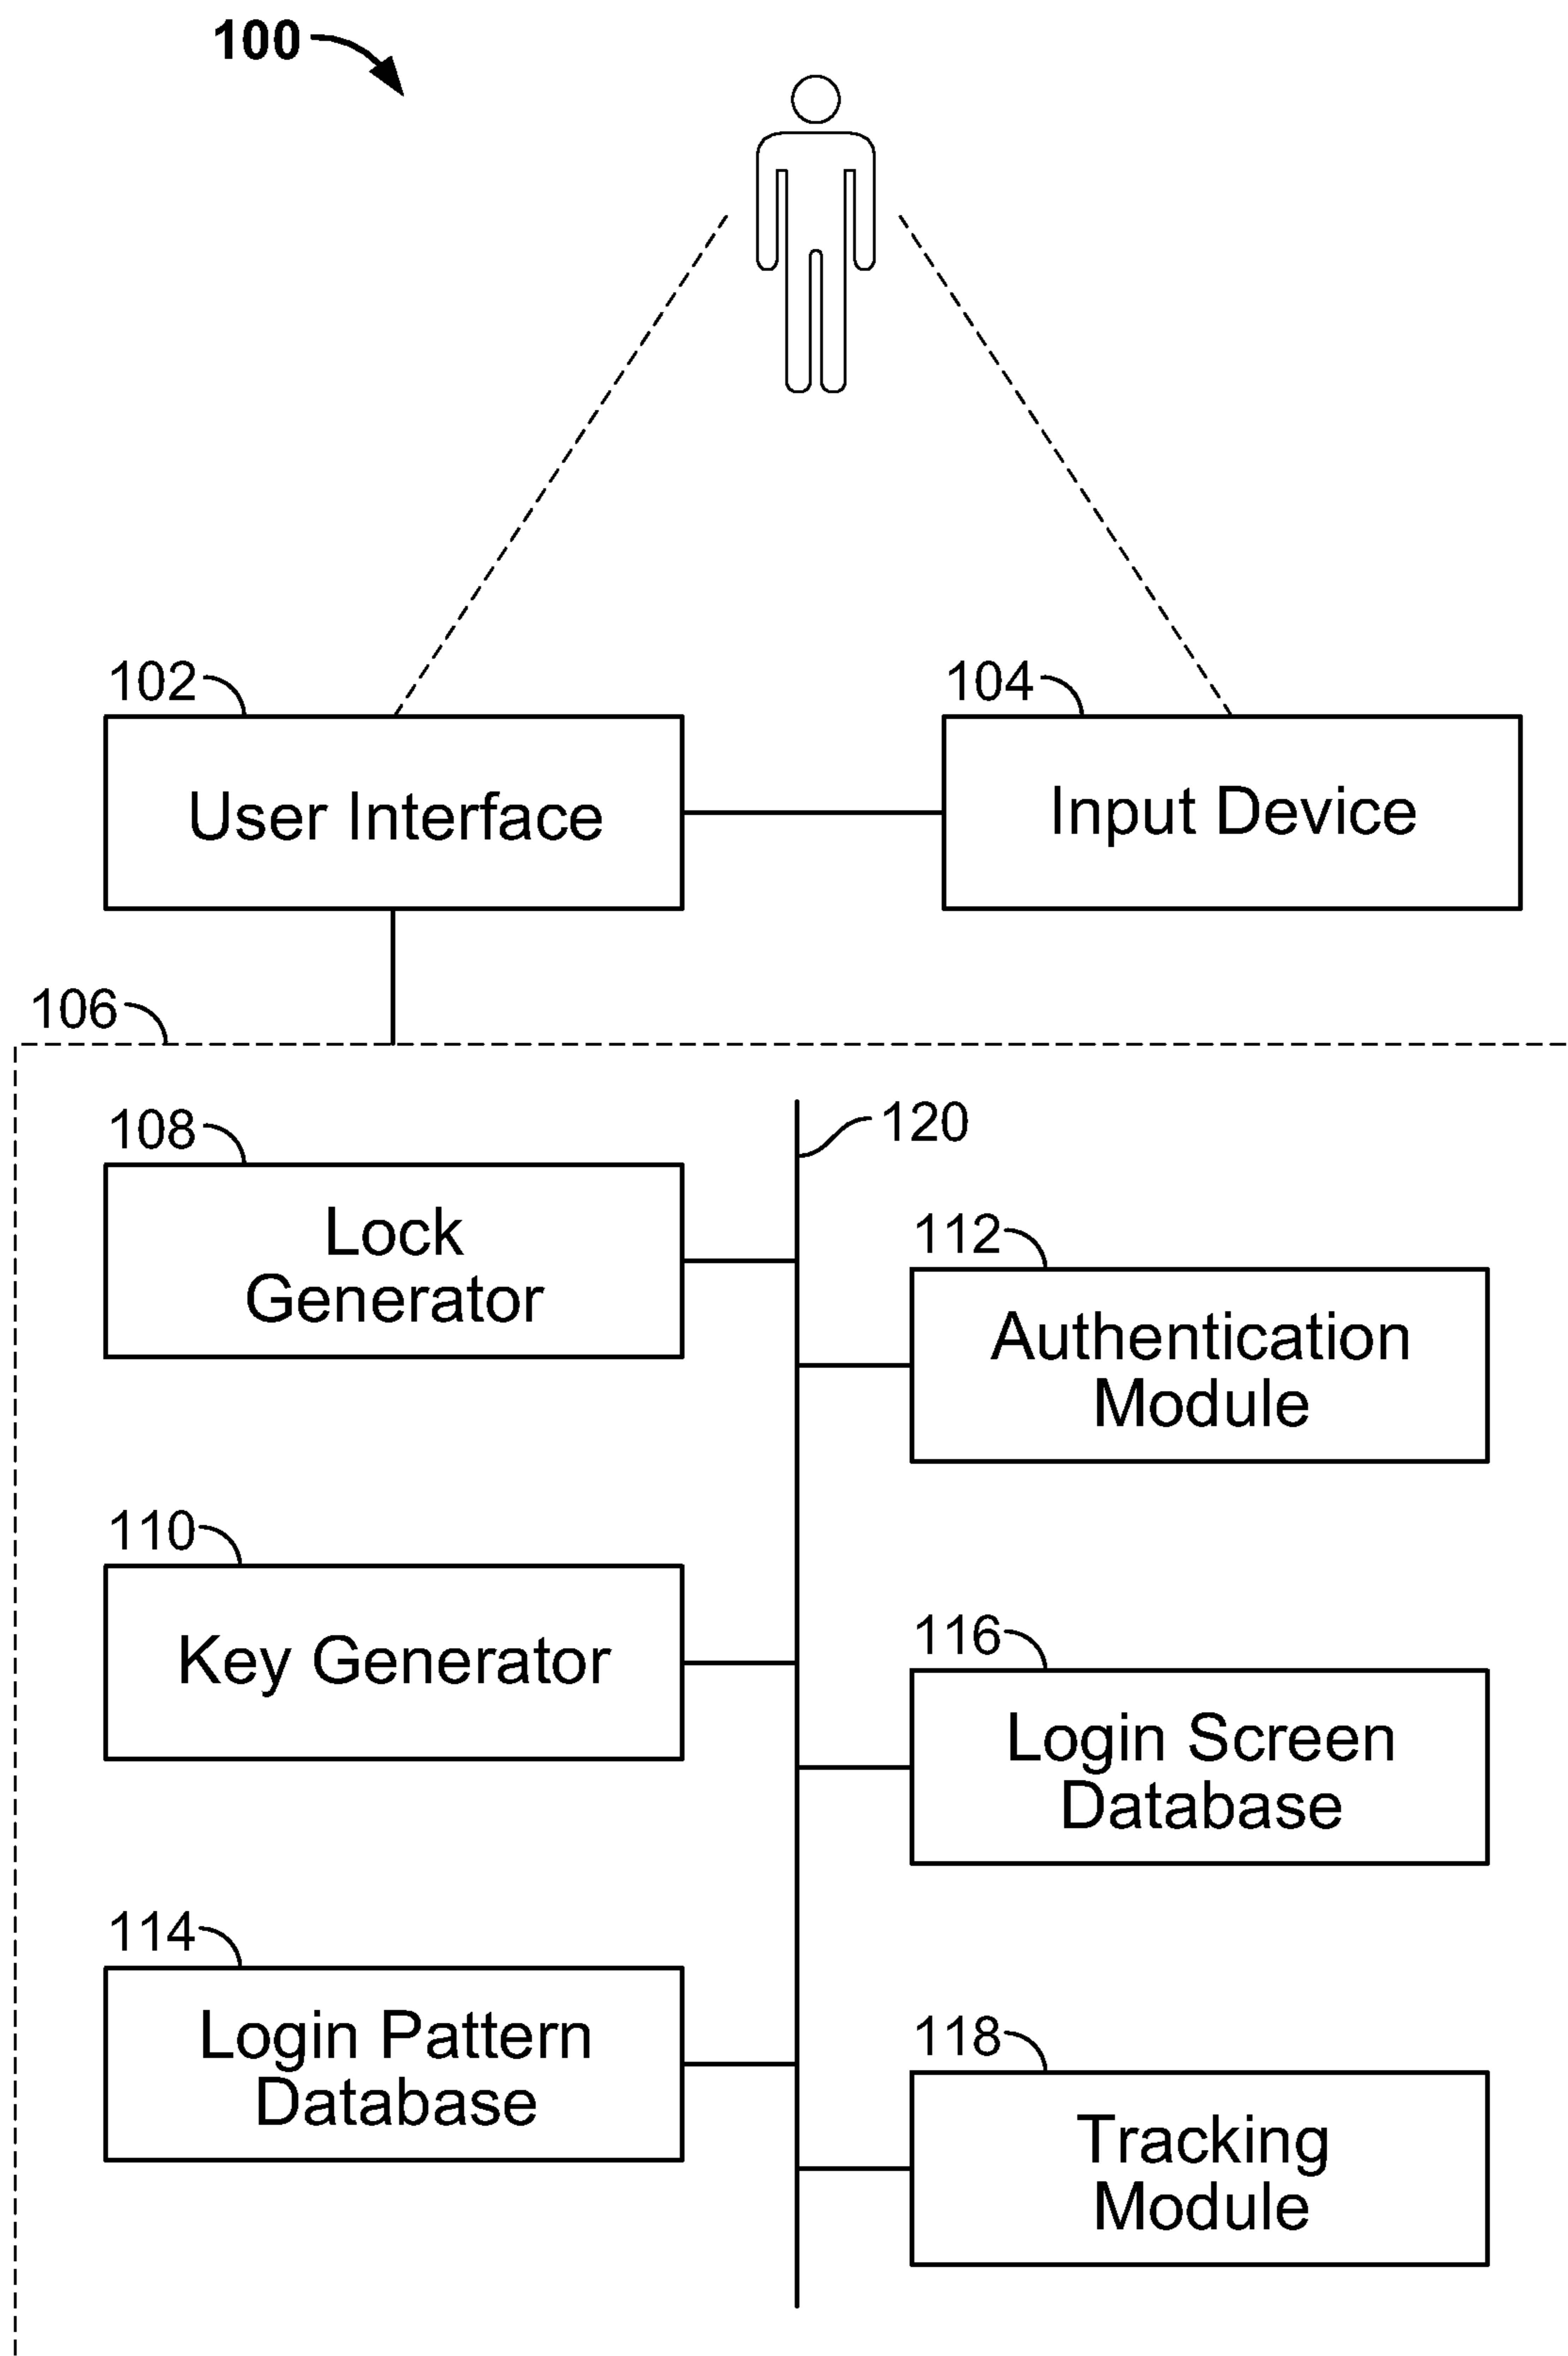 100
102
104
User Interface
Input Device
106
108
120
Lock
Generator
112
Authentication
Module
110
Key Generator
116
Login Screen
Database
114
Login Pattern
Database
118
Tracking
Module